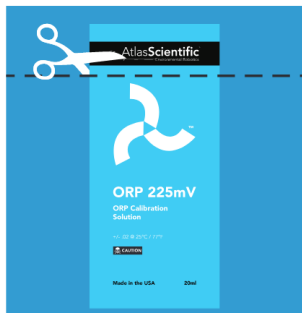 AtlasScientific
Environmental Robotics
™
ORP 225mV
ORP Calibration
Solution
CAUTION
Made in the USA 20ml